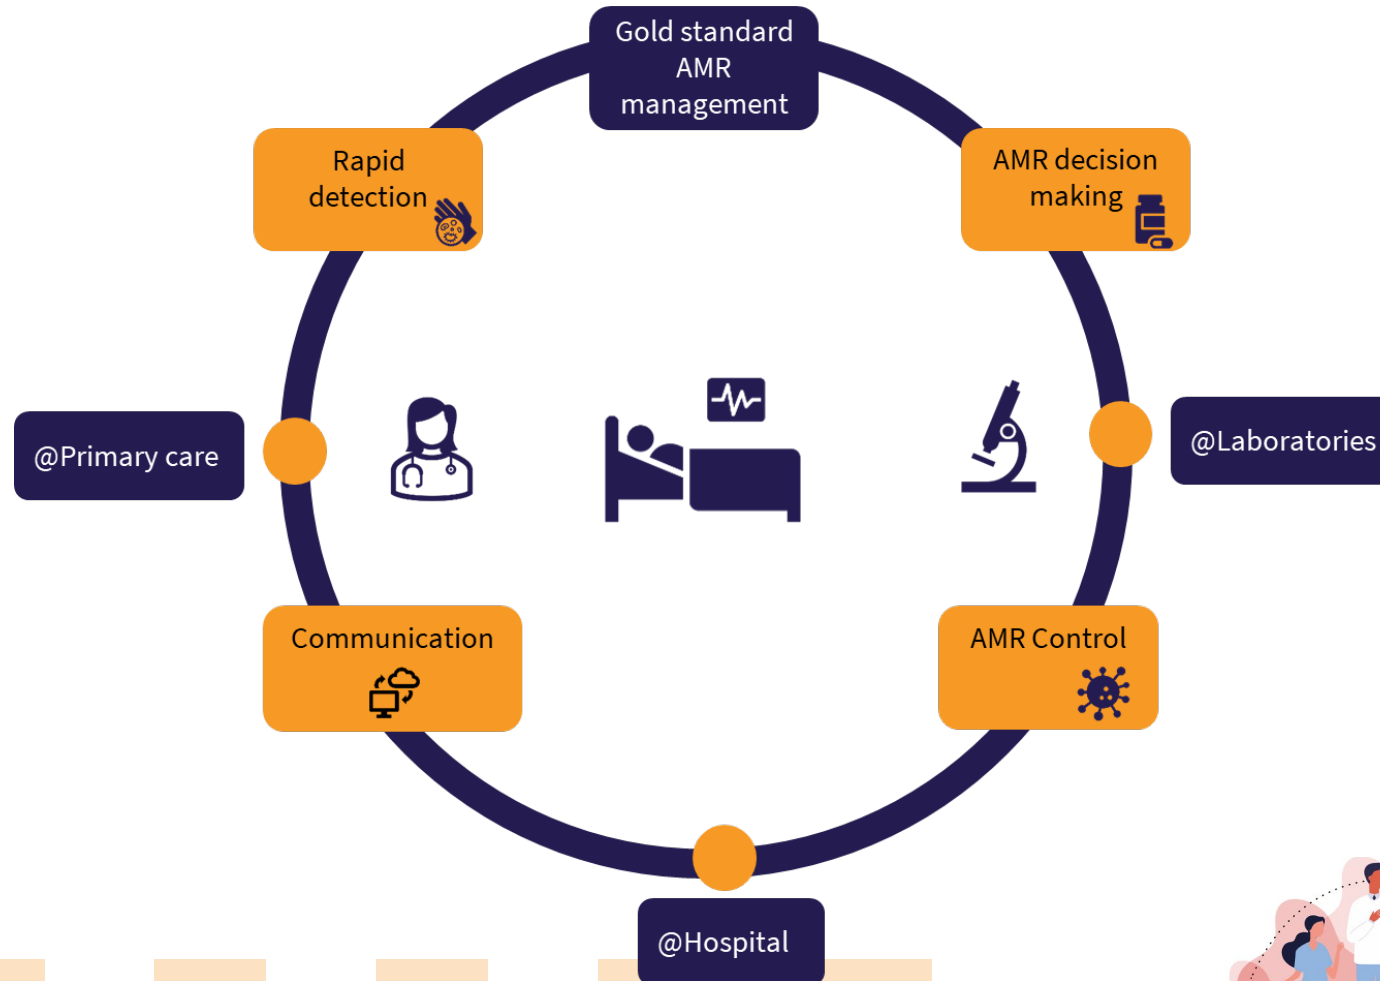 Gold standard
AMR
management
Rapid
detection
AMR decision
making
@Primary care
@Laboratories
Communication
AMR Control
@Hospital